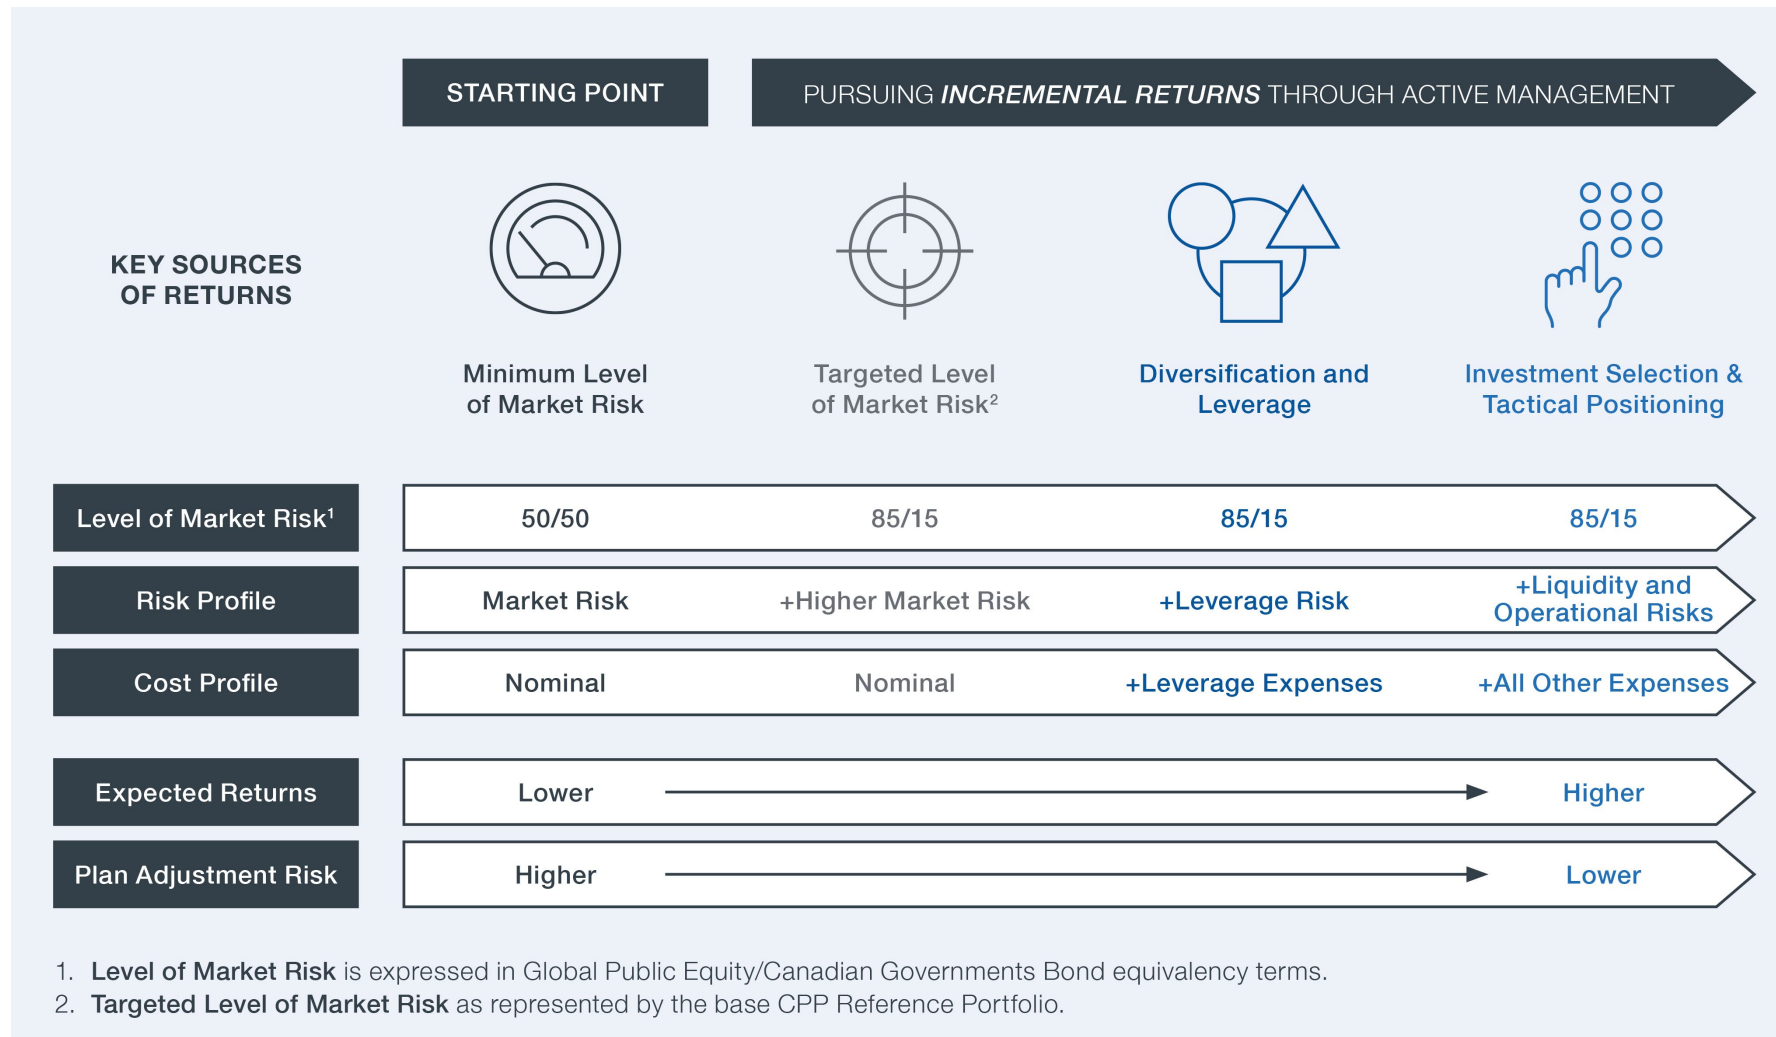 STARTING POINT
PURSUING INCREMENTAL RETURNS THROUGH ACTIVE MANAGEMENT
KEY SOURCES
OF RETURNS
Minimum Level
of Market Risk
Targeted Level
of Market Risk²
Diversification and
Leverage
Investment Selection &
Tactical Positioning
Level of Market Risk¹
50/50
85/15
85/15
85/15
Risk Profile
Market Risk
+Higher Market Risk
+Leverage Risk
+Liquidity and
Operational Risks
Cost Profile
Nominal
Nominal
+Leverage Expenses
+All Other Expenses
Expected Returns
Lower
Higher
Plan Adjustment Risk
Higher
Lower
1. Level of Market Risk is expressed in Global Public Equity/Canadian Governments Bond equivalency terms.
2. Targeted Level of Market Risk as represented by the base CPP Reference Portfolio.